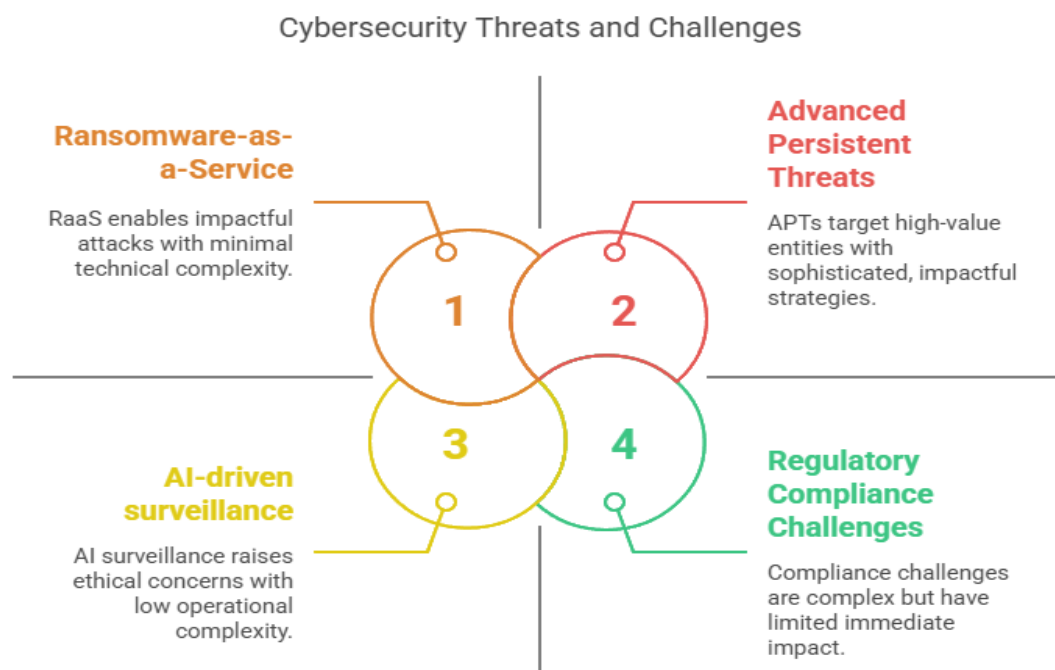 Cybersecurity Threats and Challenges
Ransomware-as-
a-Service
RaaS enables impactful
attacks with minimal
technical complexity.
1
Advanced
Persistent
Threats
APTs target high-value
entities with
sophisticated, impactful
strategies.
2
AI-driven
surveillance
AI surveillance raises
ethical concerns with
low operational
complexity.
3
4
Regulatory
Compliance
Challenges
Compliance challenges
are complex but have
limited immediate
impact.